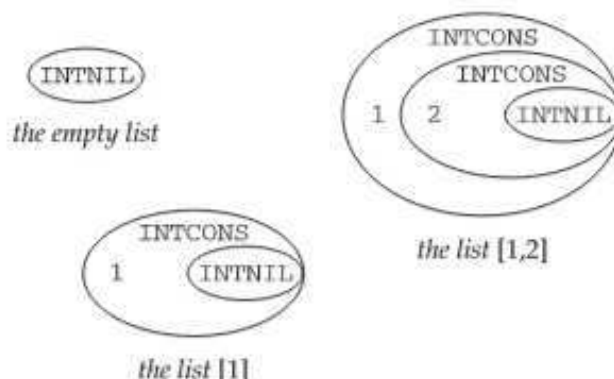 INTNIL
the empty list
INTCONS
INTCONS
1 2 INTNIL
the list [1,2]
INTCONS
1 INTNIL
the list [1]